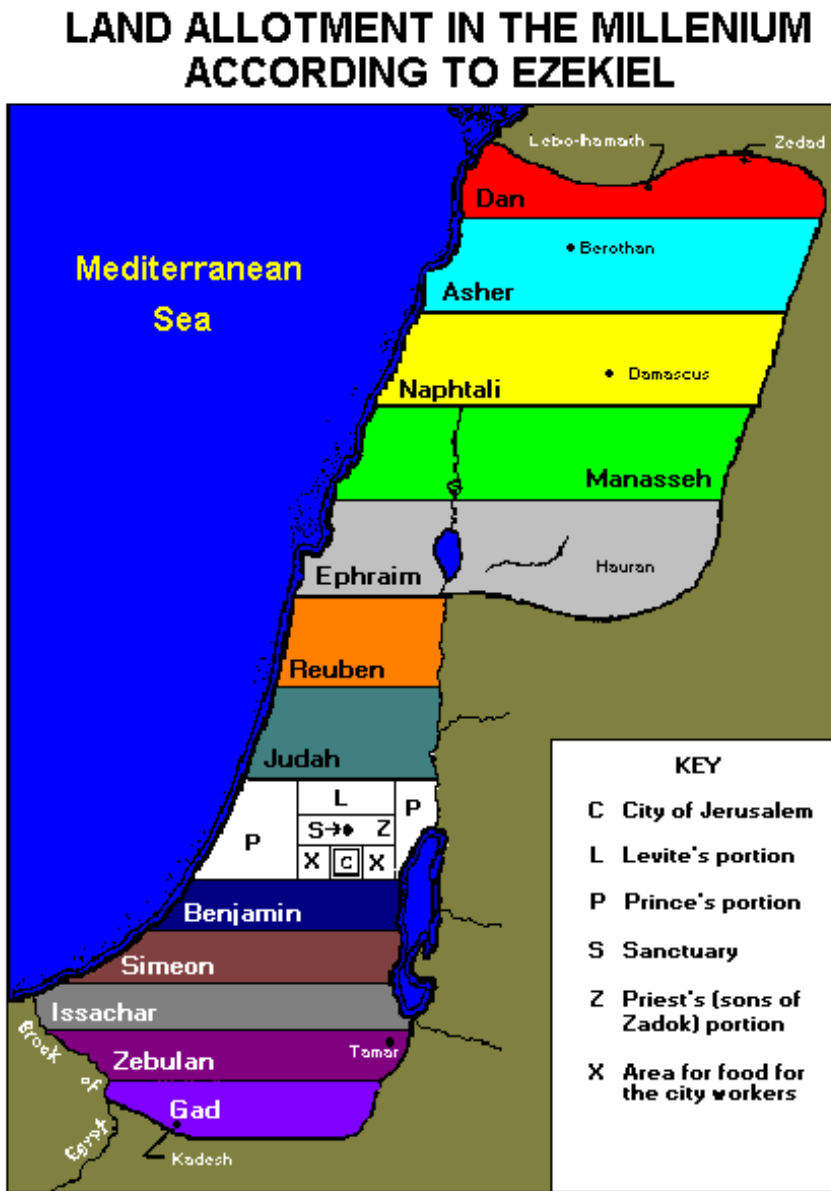 LAND ALLOTMENT IN THE MILLENIUM
ACCORDING TO EZEKIEL
Lebo-hamath
Zedad
Dan
Mediterranean
Sea
Berothan
Asher
Damascus
Naphtali
Manasseh
Ephraim
Hauran
Reuben
Judah
L
P
P
S
Z
X
C
X
Benjamin
Simeon
Issachar
Brook of Egypt
Zebulan
Tamar
Gad
Kadesh
KEY
C City of Jerusalem
L Levite's portion
P Prince's portion
S Sanctuary
Z Priest's (sons of
Zadok) portion
X Area for food for
the city workers